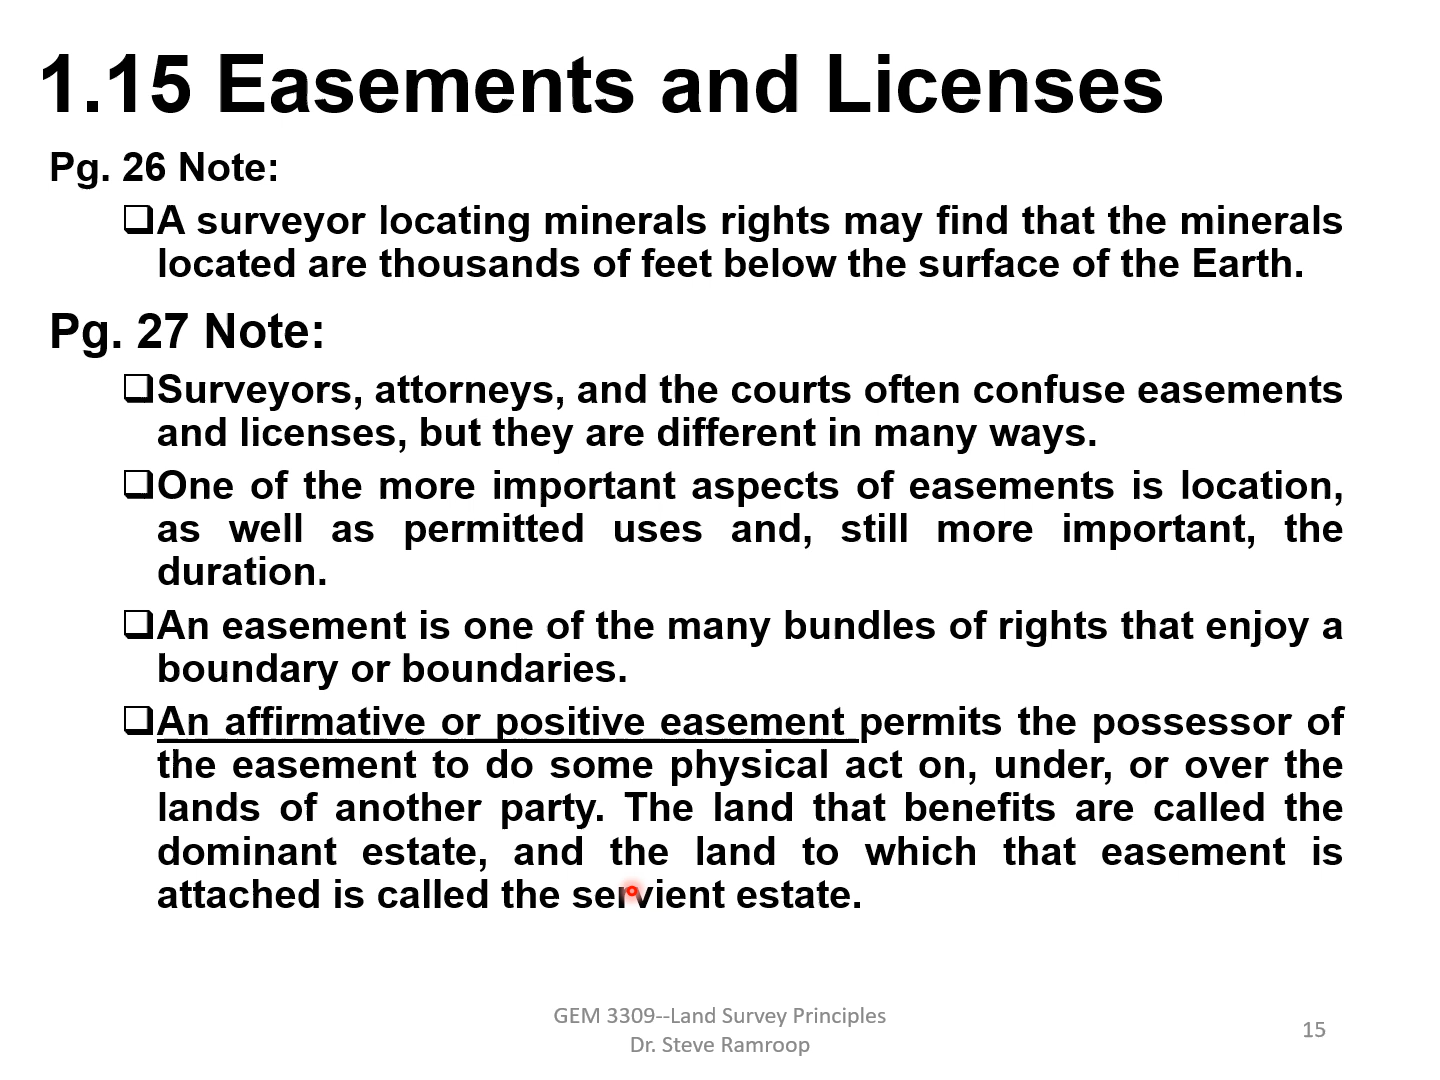 1.15 Easements and Licenses
Pg. 26 Note:
❑A surveyor locating minerals rights may find that the minerals
located are thousands of feet below the surface of the Earth.
Pg. 27 Note:
❑Surveyors, attorneys, and the courts often confuse easements
and licenses, but they are different in many ways.
❑One of the more important aspects of easements is location,
as well as permitted uses and, still more important, the
duration.
❑An easement is one of the many bundles of rights that enjoy a
boundary or boundaries.
❑An affirmative or positive easement permits the possessor of
the easement to do some physical act on, under, or over the
lands of another party. The land that benefits are called the
dominant estate, and the land to which that easement is
attached is called the servient estate.
GEM 3309--Land Survey Principles
Dr. Steve Ramroop
15